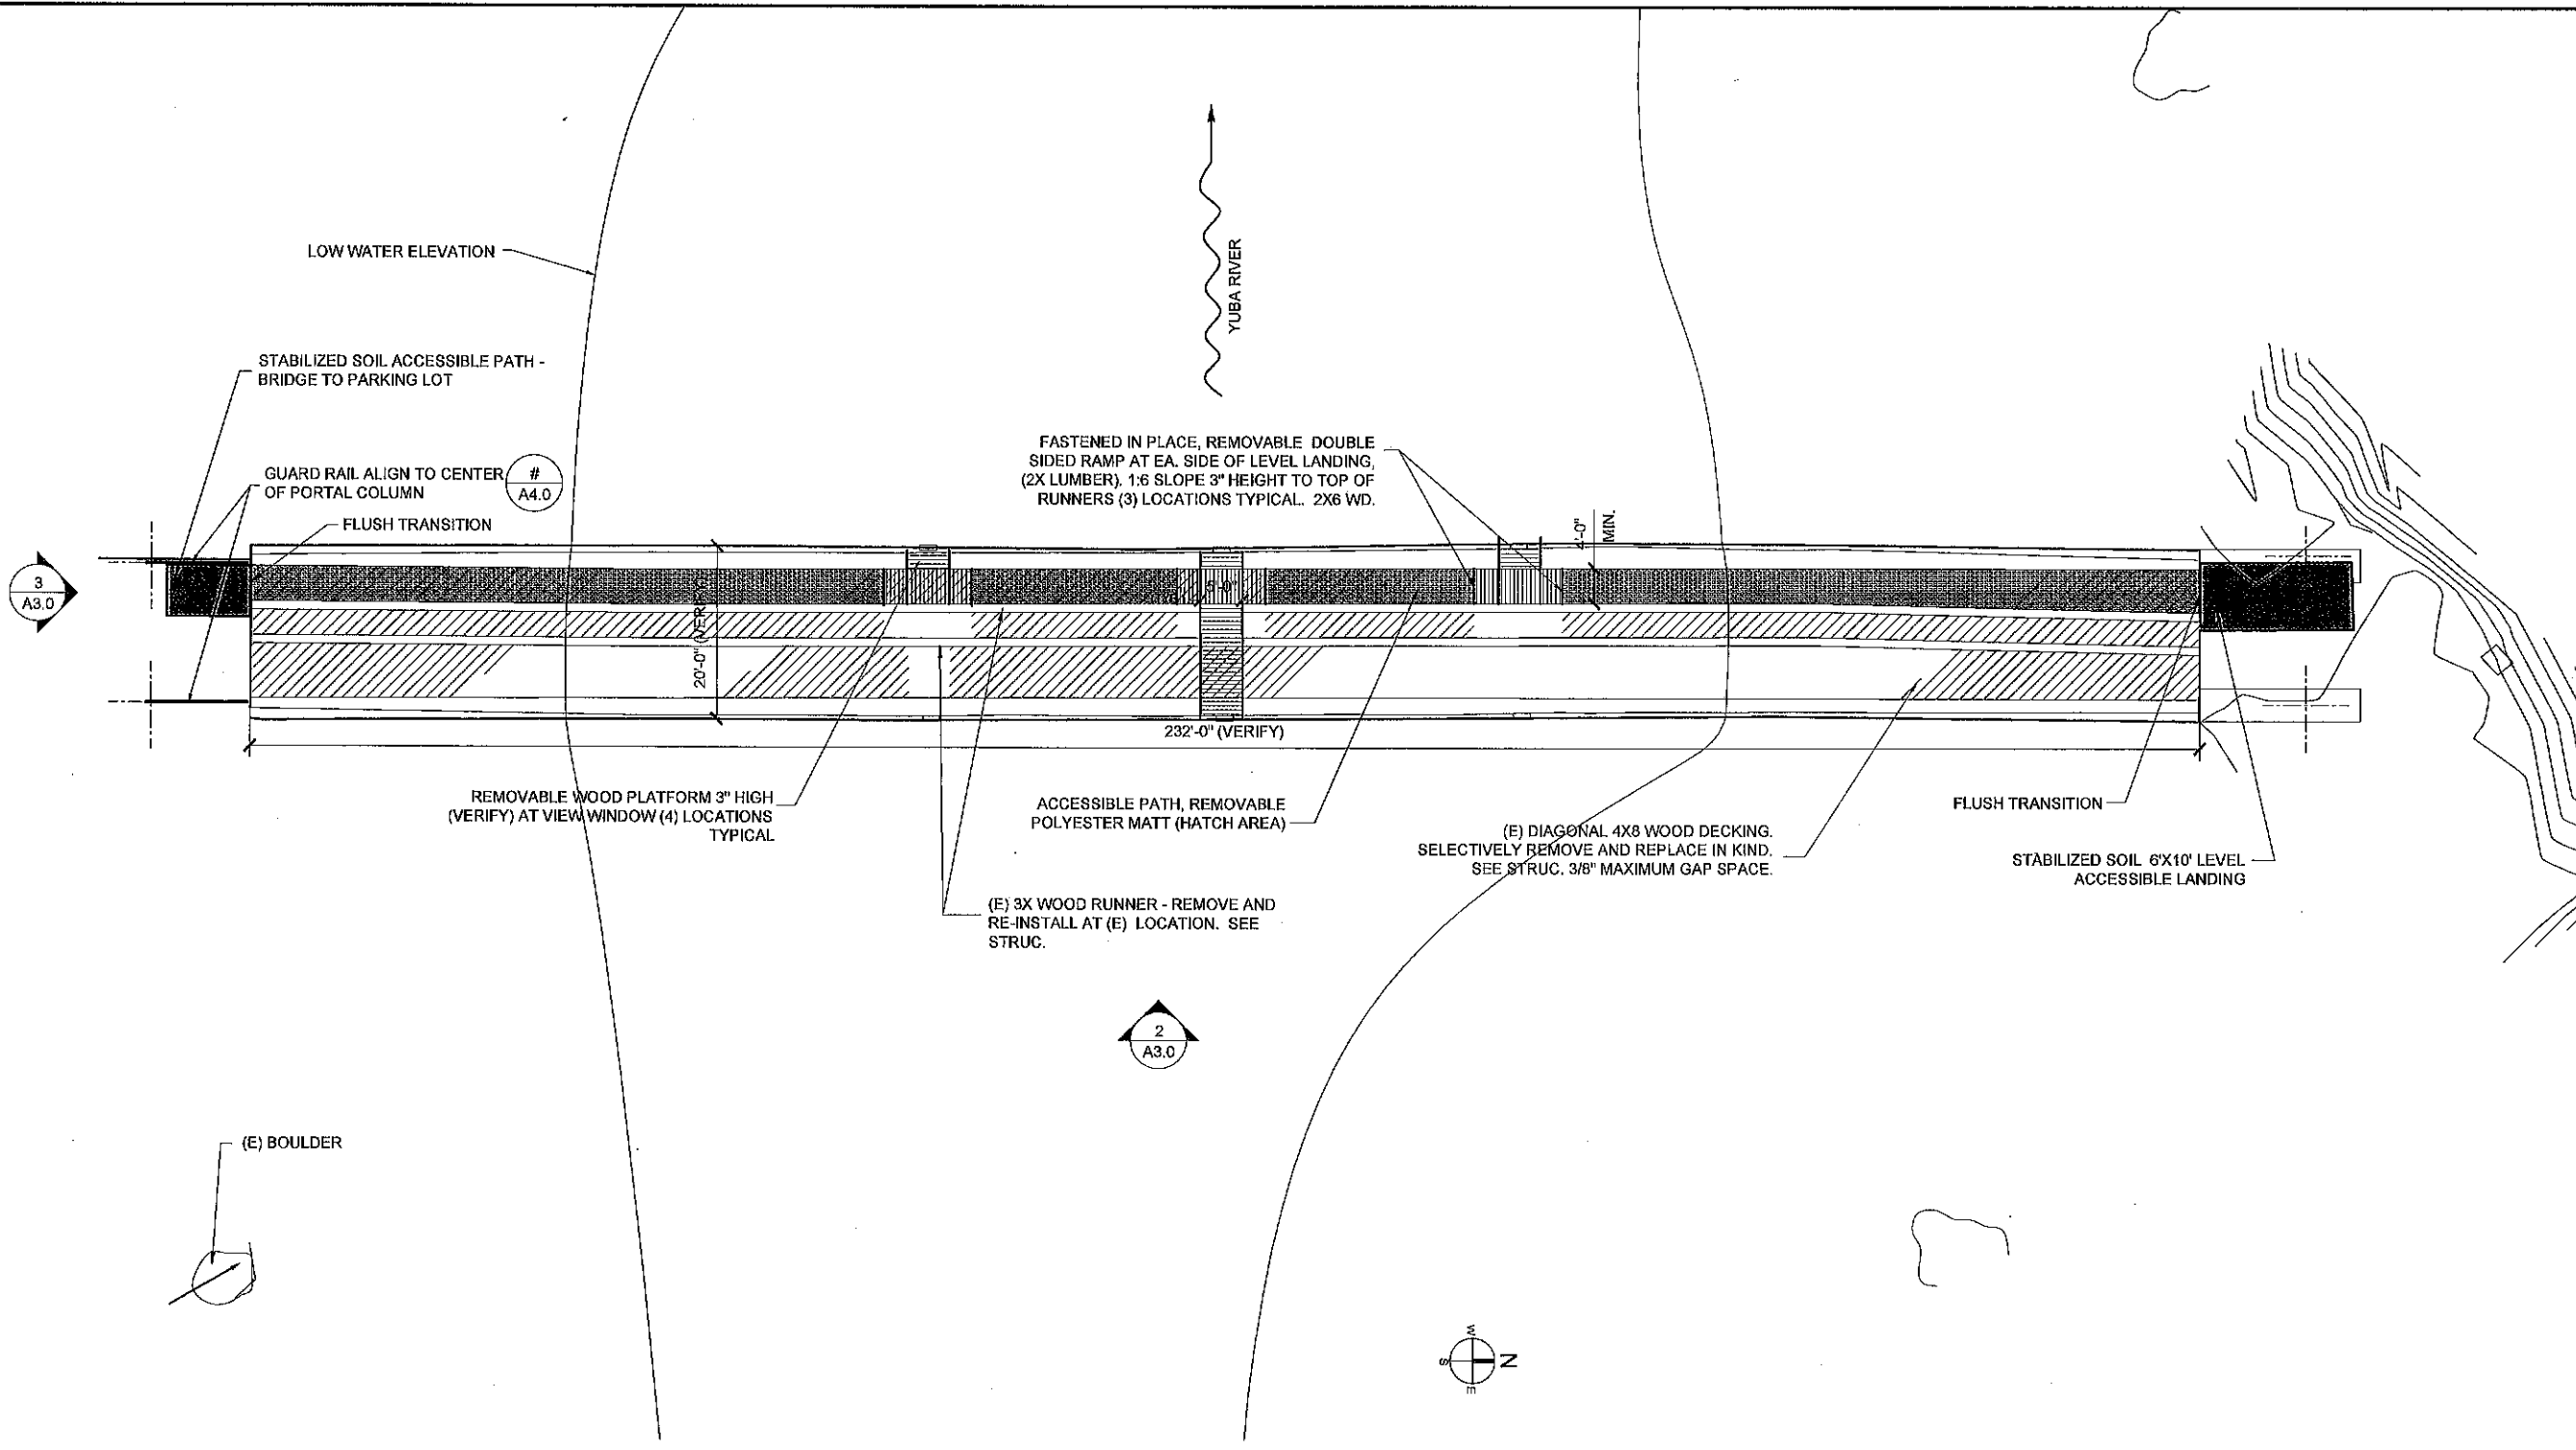 LOW WATER ELEVATION
YUBA RIVER
STABILIZED SOIL ACCESSIBLE PATH -
BRIDGE TO PARKING LOT
GUARD RAIL ALIGN TO CENTER
OF PORTAL COLUMN
#
A4.0
FLUSH TRANSITION
FASTENED IN PLACE, REMOVABLE DOUBLE
SIDED RAMP AT EA. SIDE OF LEVEL LANDING,
(2X LUMBER). 1:6 SLOPE 3" HEIGHT TO TOP OF
RUNNERS (3) LOCATIONS TYPICAL. 2X6 WD.
4'-0"
MIN.
3
A3.0
5'-0"
20'-0" (VERIFY)
232'-0" (VERIFY)
REMOVABLE WOOD PLATFORM 3" HIGH
(VERIFY) AT VIEW WINDOW (4) LOCATIONS
TYPICAL
ACCESSIBLE PATH, REMOVABLE
POLYESTER MATT (HATCH AREA)
(E) DIAGONAL 4X8 WOOD DECKING.
SELECTIVELY REMOVE AND REPLACE IN KIND.
SEE STRUC. 3/8" MAXIMUM GAP SPACE.
FLUSH TRANSITION
STABILIZED SOIL 6'X10' LEVEL
ACCESSIBLE LANDING
(E) 3X WOOD RUNNER - REMOVE AND
RE-INSTALL AT (E) LOCATION. SEE
STRUC.
2
A3.0
(E) BOULDER
W
S
N
E